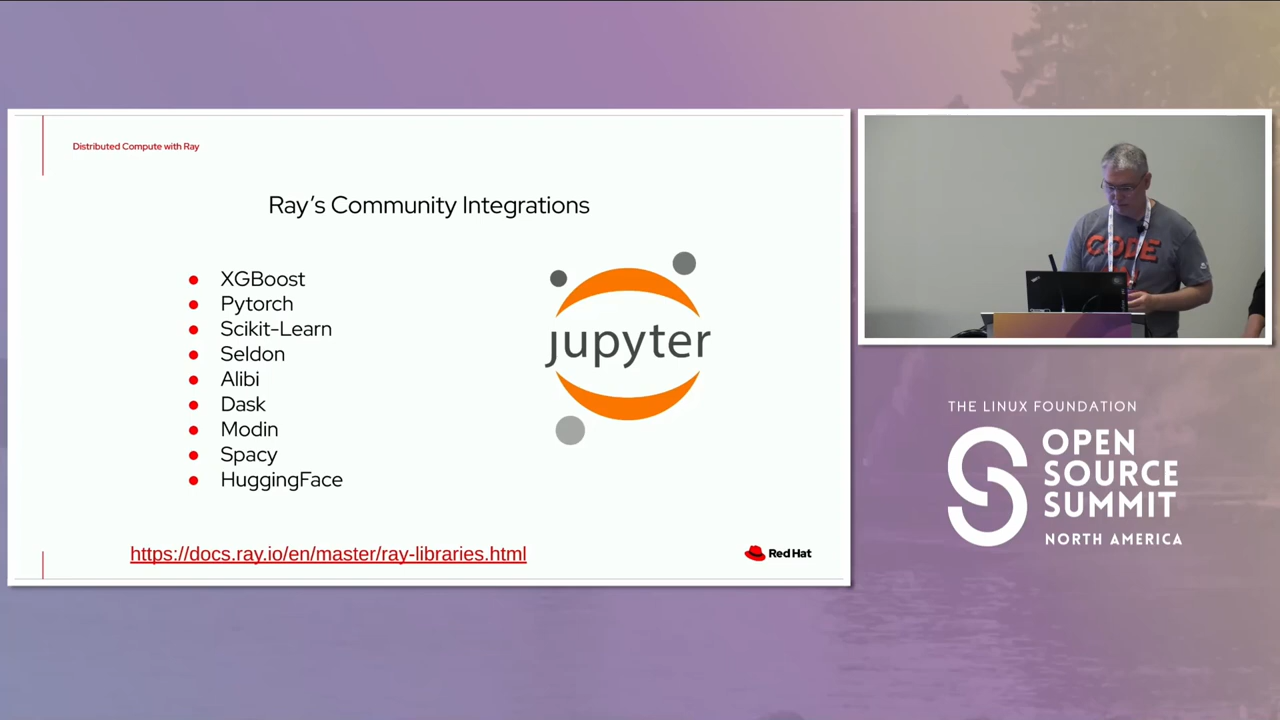 Distributed Compute with Ray
Ray's Community Integrations
XGBoost
Pytorch
Scikit-Learn
Seldon
Alibi
Dask
Modin
Spacy
HuggingFace
jupyter
https://docs.ray.io/en/master/ray-libraries.html
Red Hat
CODE
THE LINUX FOUNDATION
OPEN
SOURCE
SUMMIT
NORTH AMERICA